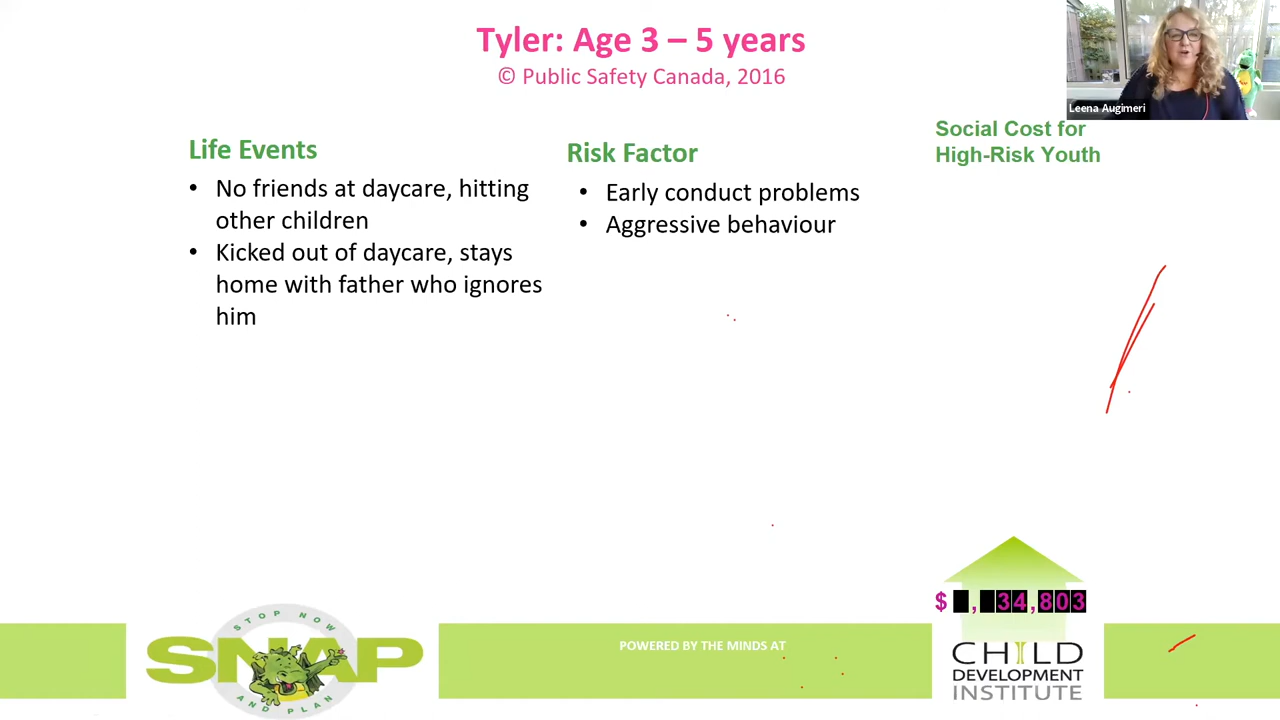 Tyler: Age 3 – 5 years
© Public Safety Canada, 2016
Leena Augimeri
Life Events
• No friends at daycare, hitting
other children
• Kicked out of daycare, stays
home with father who ignores
him
Risk Factor
• Early conduct problems
• Aggressive behaviour
Social Cost for
High-Risk Youth
$ , 34,803
STOP NOW
SNAP
AND PLAN
POWERED BY THE MINDS AT
CHILD
DEVELOPMENT
INSTITUTE